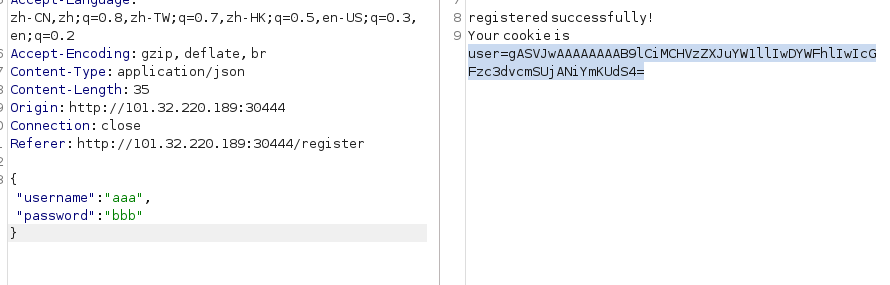 Accept-Language:
zh-CN,zh;q=0.8,zh-TW;q=0.7,zh-HK;q=0.5,en-US;q=0.3,
en;q=0.2
Accept-Encoding: gzip, deflate, br
Content-Type: application/json
Content-Length: 35
Origin: http://101.32.220.189:30444
Connection: close
Referer: http://101.32.220.189:30444/register
{
"username":"aaa",
"password":"bbb"
}
8 registered successfully!
9 Your cookie is
user=gASVJwAAAAAAAAB9lCiMCHVzZXJuYW1llIwDYWFhlIwIcG
Fzc3dvcmSUjANiYmKUdS4=